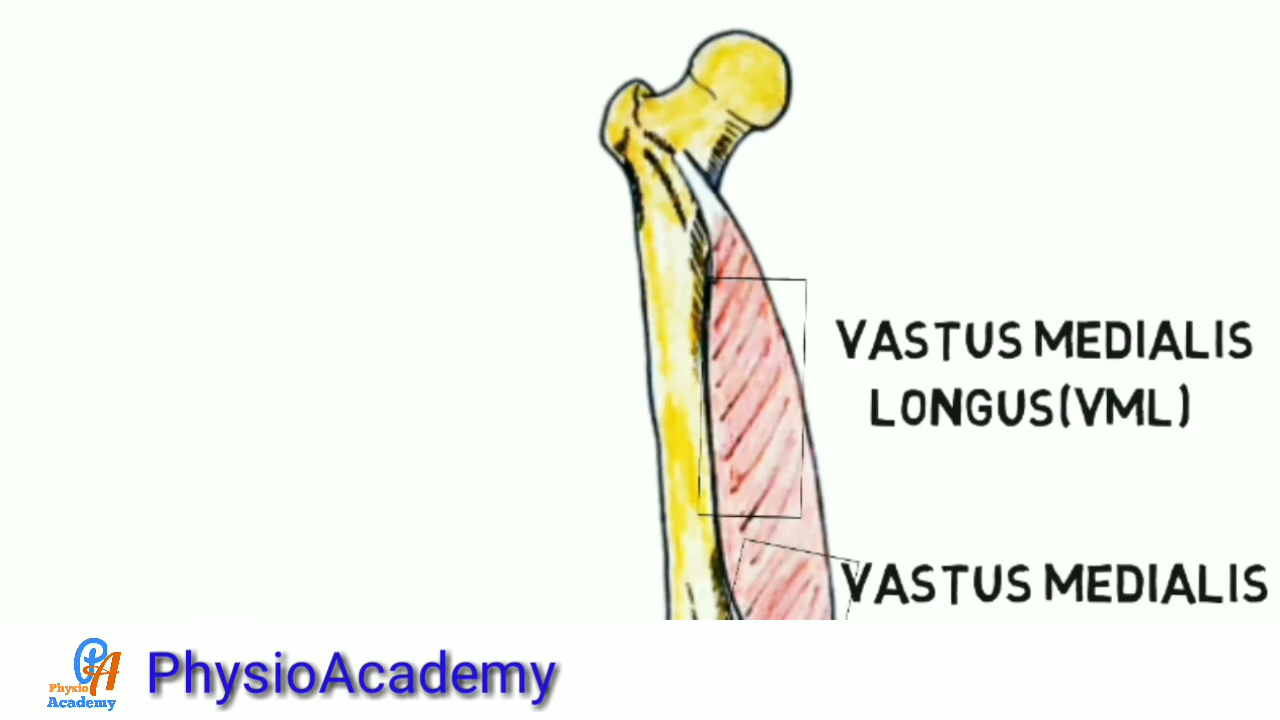 VASTUS MEDIALIS
LONGUS(VML)
VASTUS MEDIALIS
Physio
Academy
PhysioAcademy